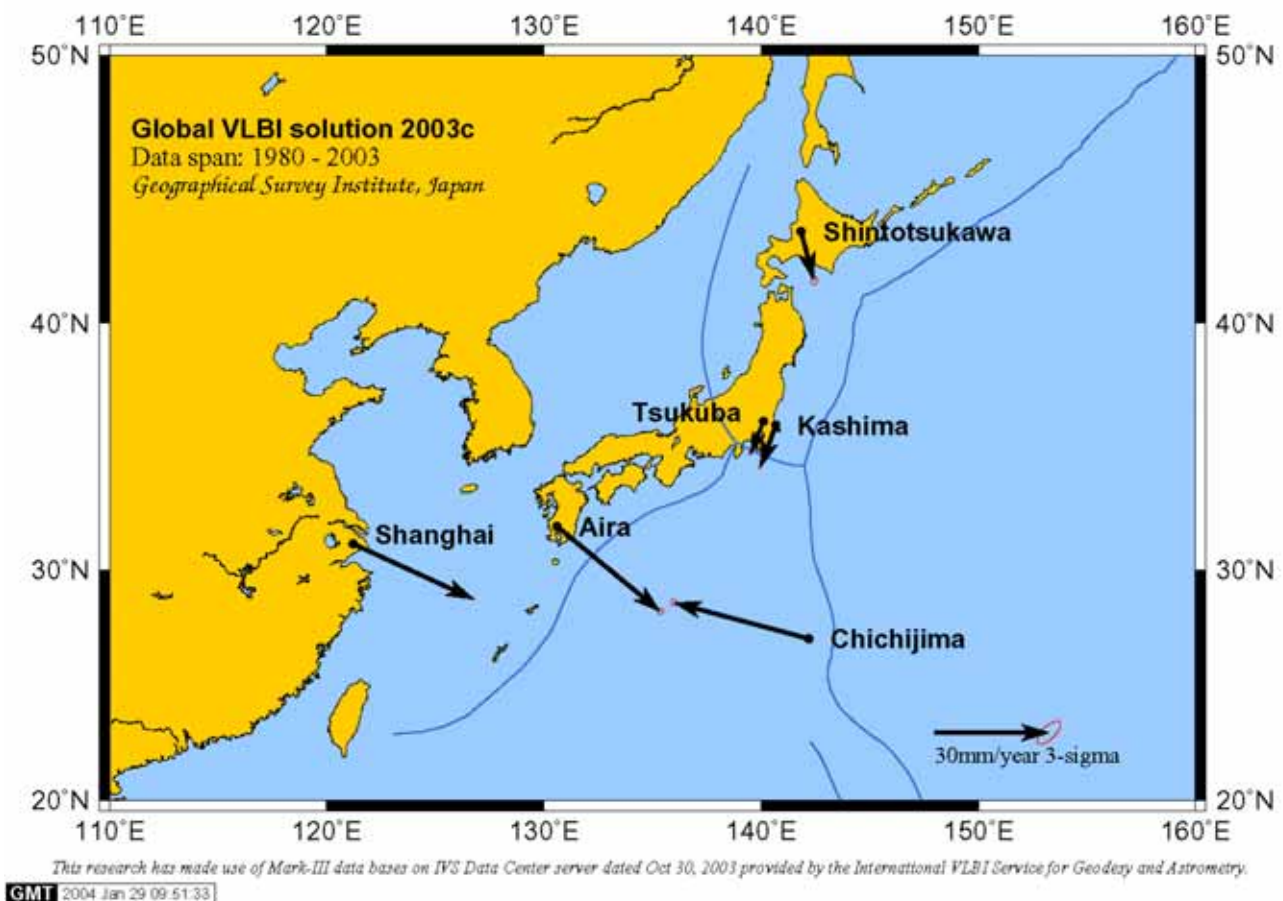 110°E 120°E 130°E 140°E 150°E 160°E
50°N 50°N
Global VLBI solution 2003c
Data span: 1980 - 2003
Geographical Survey Institute, Japan
Shintotsukawa
40°N 40°N
Tsukuba
Kashima
Shanghai
Aira
30°N 30°N
Chichijima
30mm/year 3-sigma
20°N 20°N
110°E 120°E 130°E 140°E 150°E 160°E
This research has made use of Mark-III data bases on IVS Data Center server dated Oct 30, 2003 provided by the International VLBI Service for Geodesy and Astrometry.
GMT 2004 Jan 29 09:51:33